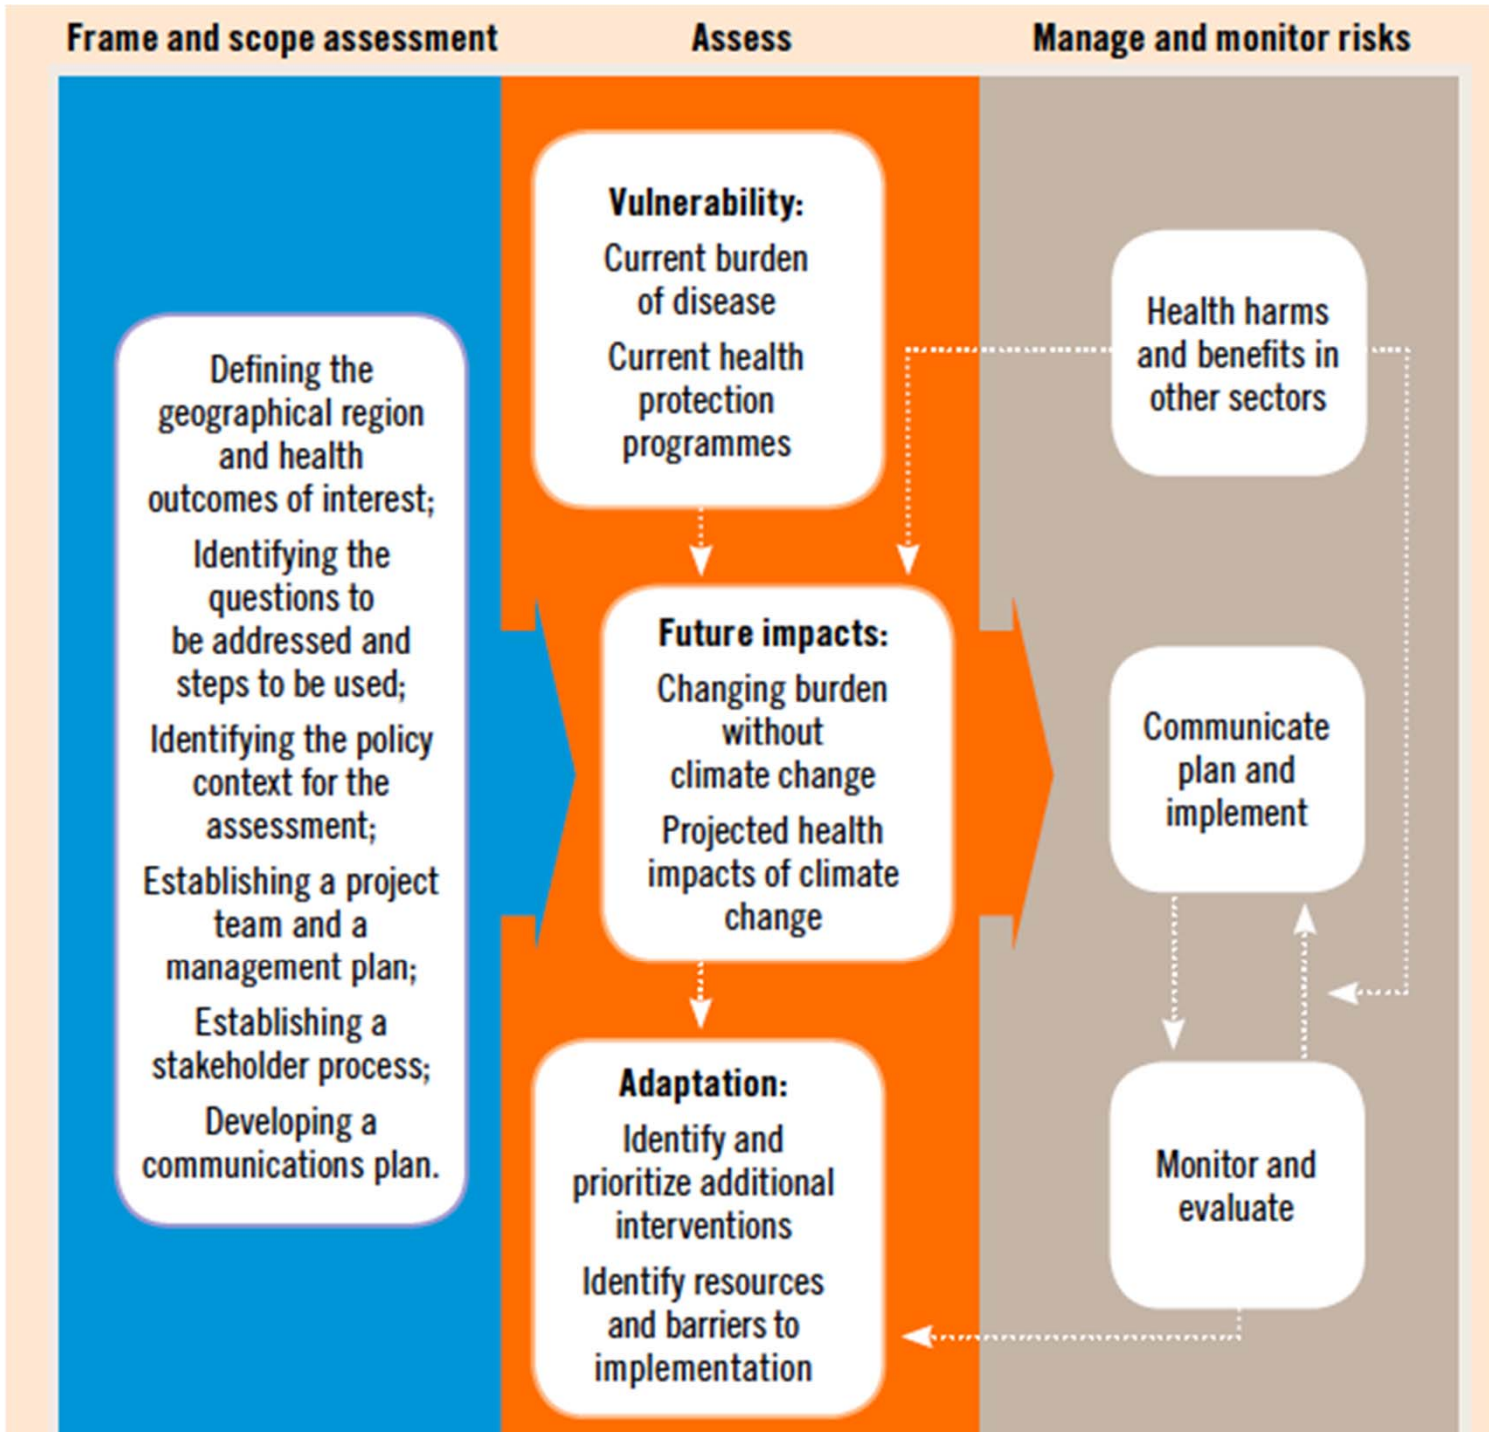 Frame and scope assessment
Assess
Manage and monitor risks
Defining the
geographical region
and health
outcomes of interest;
Identifying the
questions to
be addressed and
steps to be used;
Identifying the policy
context for the
assessment;
Establishing a project
team and a
management plan;
Establishing a
stakeholder process;
Developing a
communications plan.
Vulnerability:
Current burden
of disease
Current health
protection
programmes
Future impacts:
Changing burden
without
climate change
Projected health
impacts of climate
change
Adaptation:
Identify and
prioritize additional
interventions
Identify resources
and barriers to
implementation
Health harms
and benefits in
other sectors
Communicate
plan and
implement
Monitor and
evaluate